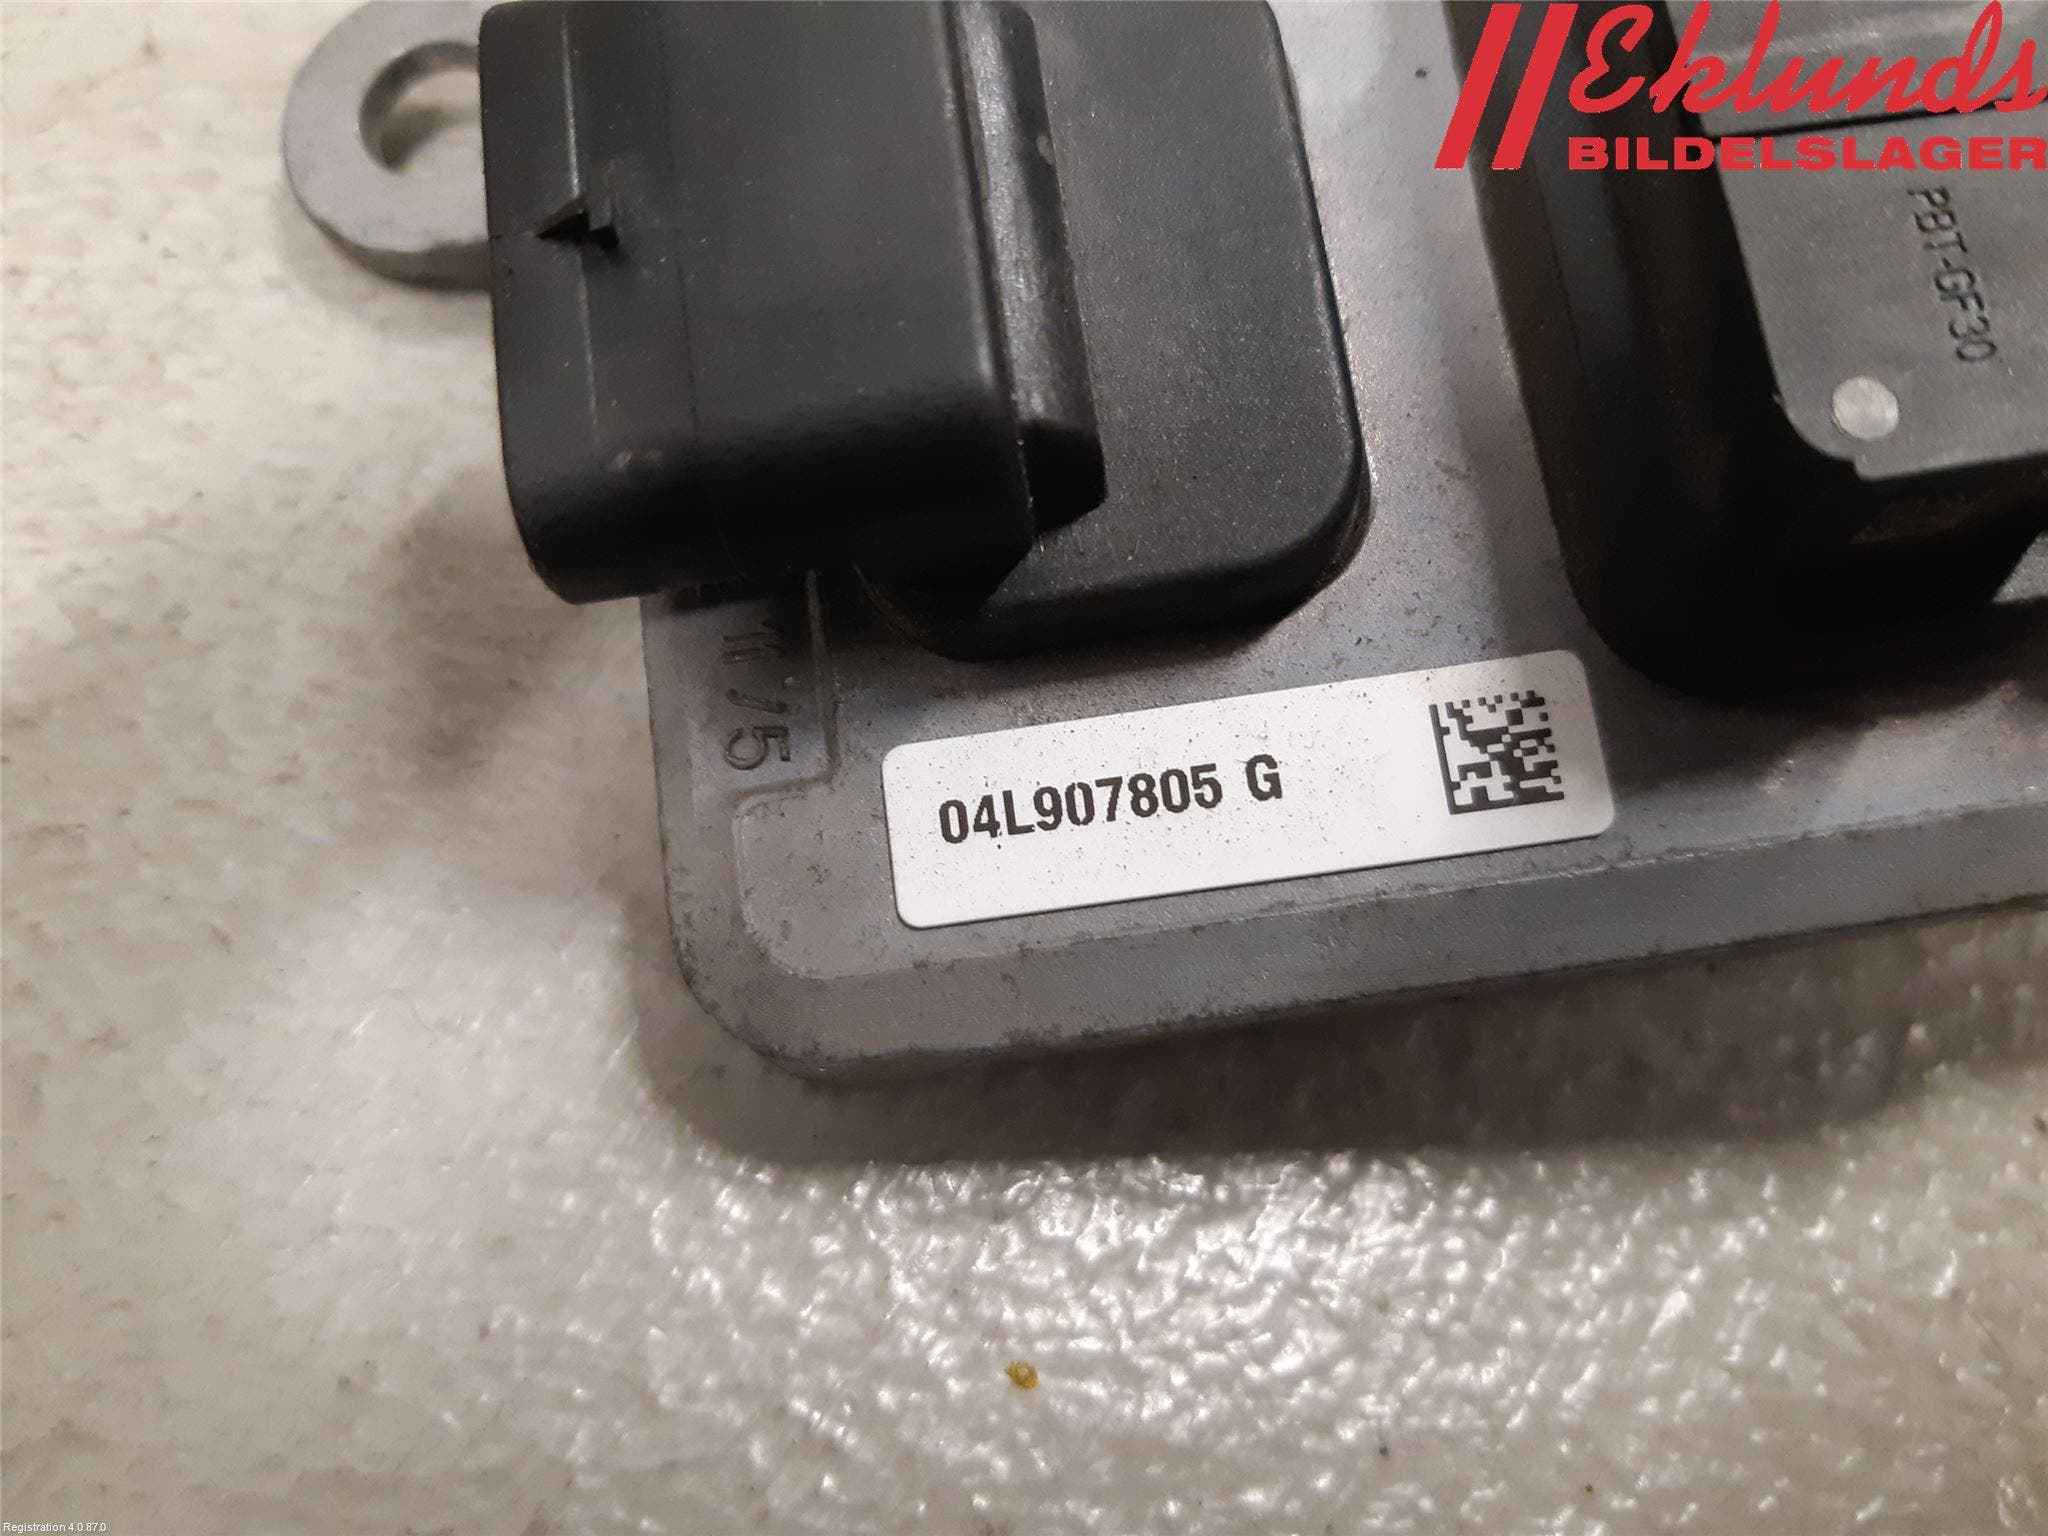 Eklunds
BILDELSLAGER
PBT-GF30
04L907805 G
Registration 4.0.87.0